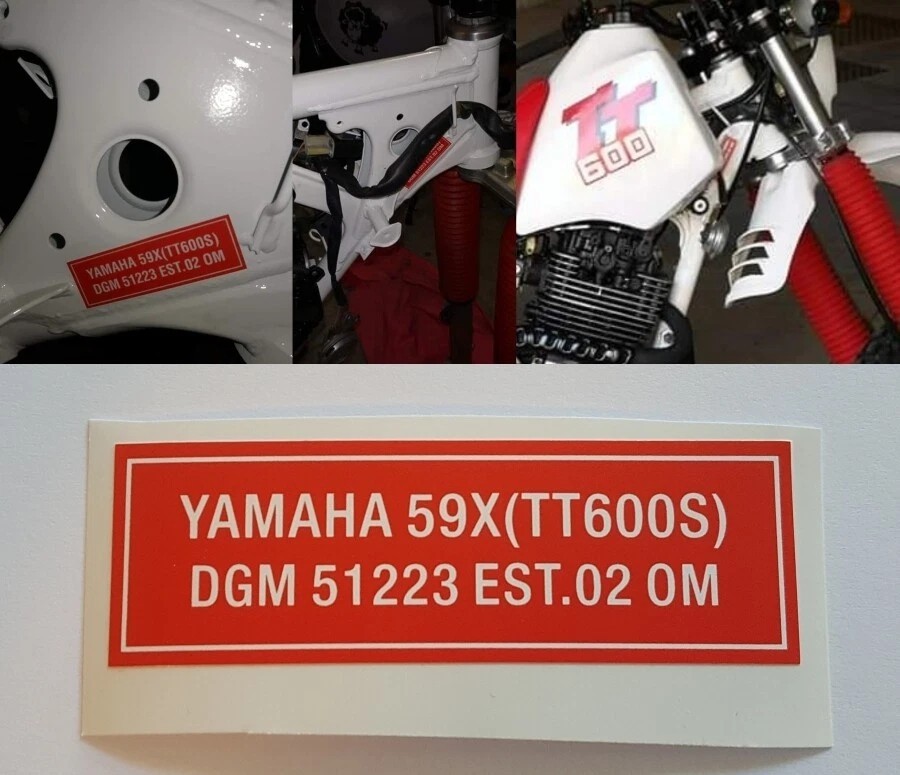 YAMAHA 59X(TT600S)
DGM 51223 EST.02 OM
TT
600
YAMAHA 59X(TT600S)
DGM 51223 EST.02 OM